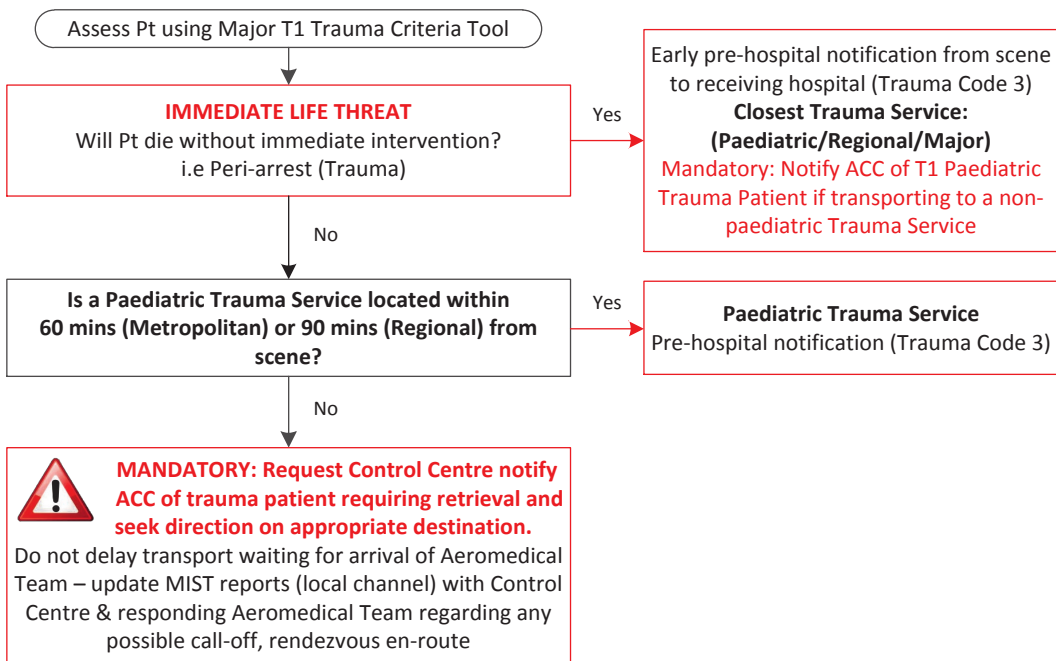 Assess Pt using Major T1 Trauma Criteria Tool
IMMEDIATE LIFE THREAT
Will Pt die without immediate intervention?
i.e Peri-arrest (Trauma)
Yes
Early pre-hospital notification from scene
to receiving hospital (Trauma Code 3)
Closest Trauma Service:
(Paediatric/Regional/Major)
Mandatory: Notify ACC of T1 Paediatric
Trauma Patient if transporting to a non-
paediatric Trauma Service
No
Is a Paediatric Trauma Service located within
60 mins (Metropolitan) or 90 mins (Regional) from
scene?
Yes
Paediatric Trauma Service
Pre-hospital notification (Trauma Code 3)
No
MANDATORY: Request Control Centre notify
ACC of trauma patient requiring retrieval and
seek direction on appropriate destination.
Do not delay transport waiting for arrival of Aeromedical
Team – update MIST reports (local channel) with Control
Centre & responding Aeromedical Team regarding any
possible call-off, rendezvous en-route